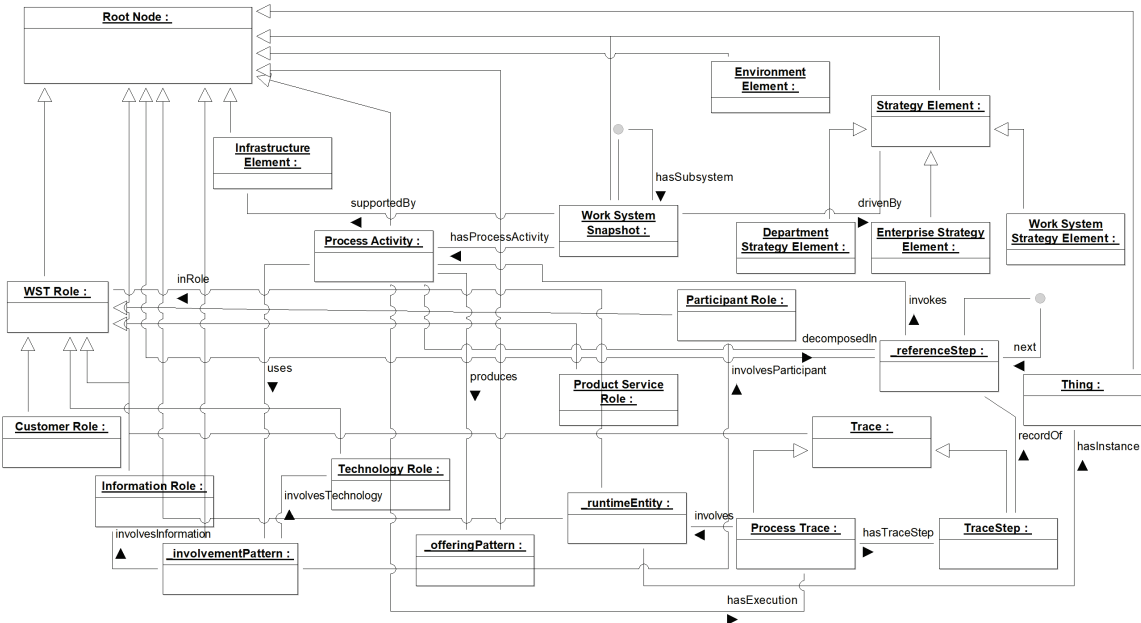 Root Node :
Environment
Element :
Strategy Element :
Infrastructure
Element :
hasSubsystem
supportedBy
drivenBy
Work System
Snapshot :
Department
Strategy Element :
Enterprise Strategy
Element :
Work System
Strategy Element :
Process Activity :
hasProcessActivity
inRole
WST Role :
Participant Role :
invokes
decomposedIn
_referenceStep :
next
uses
produces
involvesParticipant
Product Service
Role :
Thing :
Customer Role :
Trace :
recordOf
hasInstance
Technology Role :
Information Role :
involvesTechnology
_runtimeEntity :
involves
Process Trace :
hasTraceStep
TraceStep :
involvesInformation
_involvementPattern :
_offeringPattern :
hasExecution